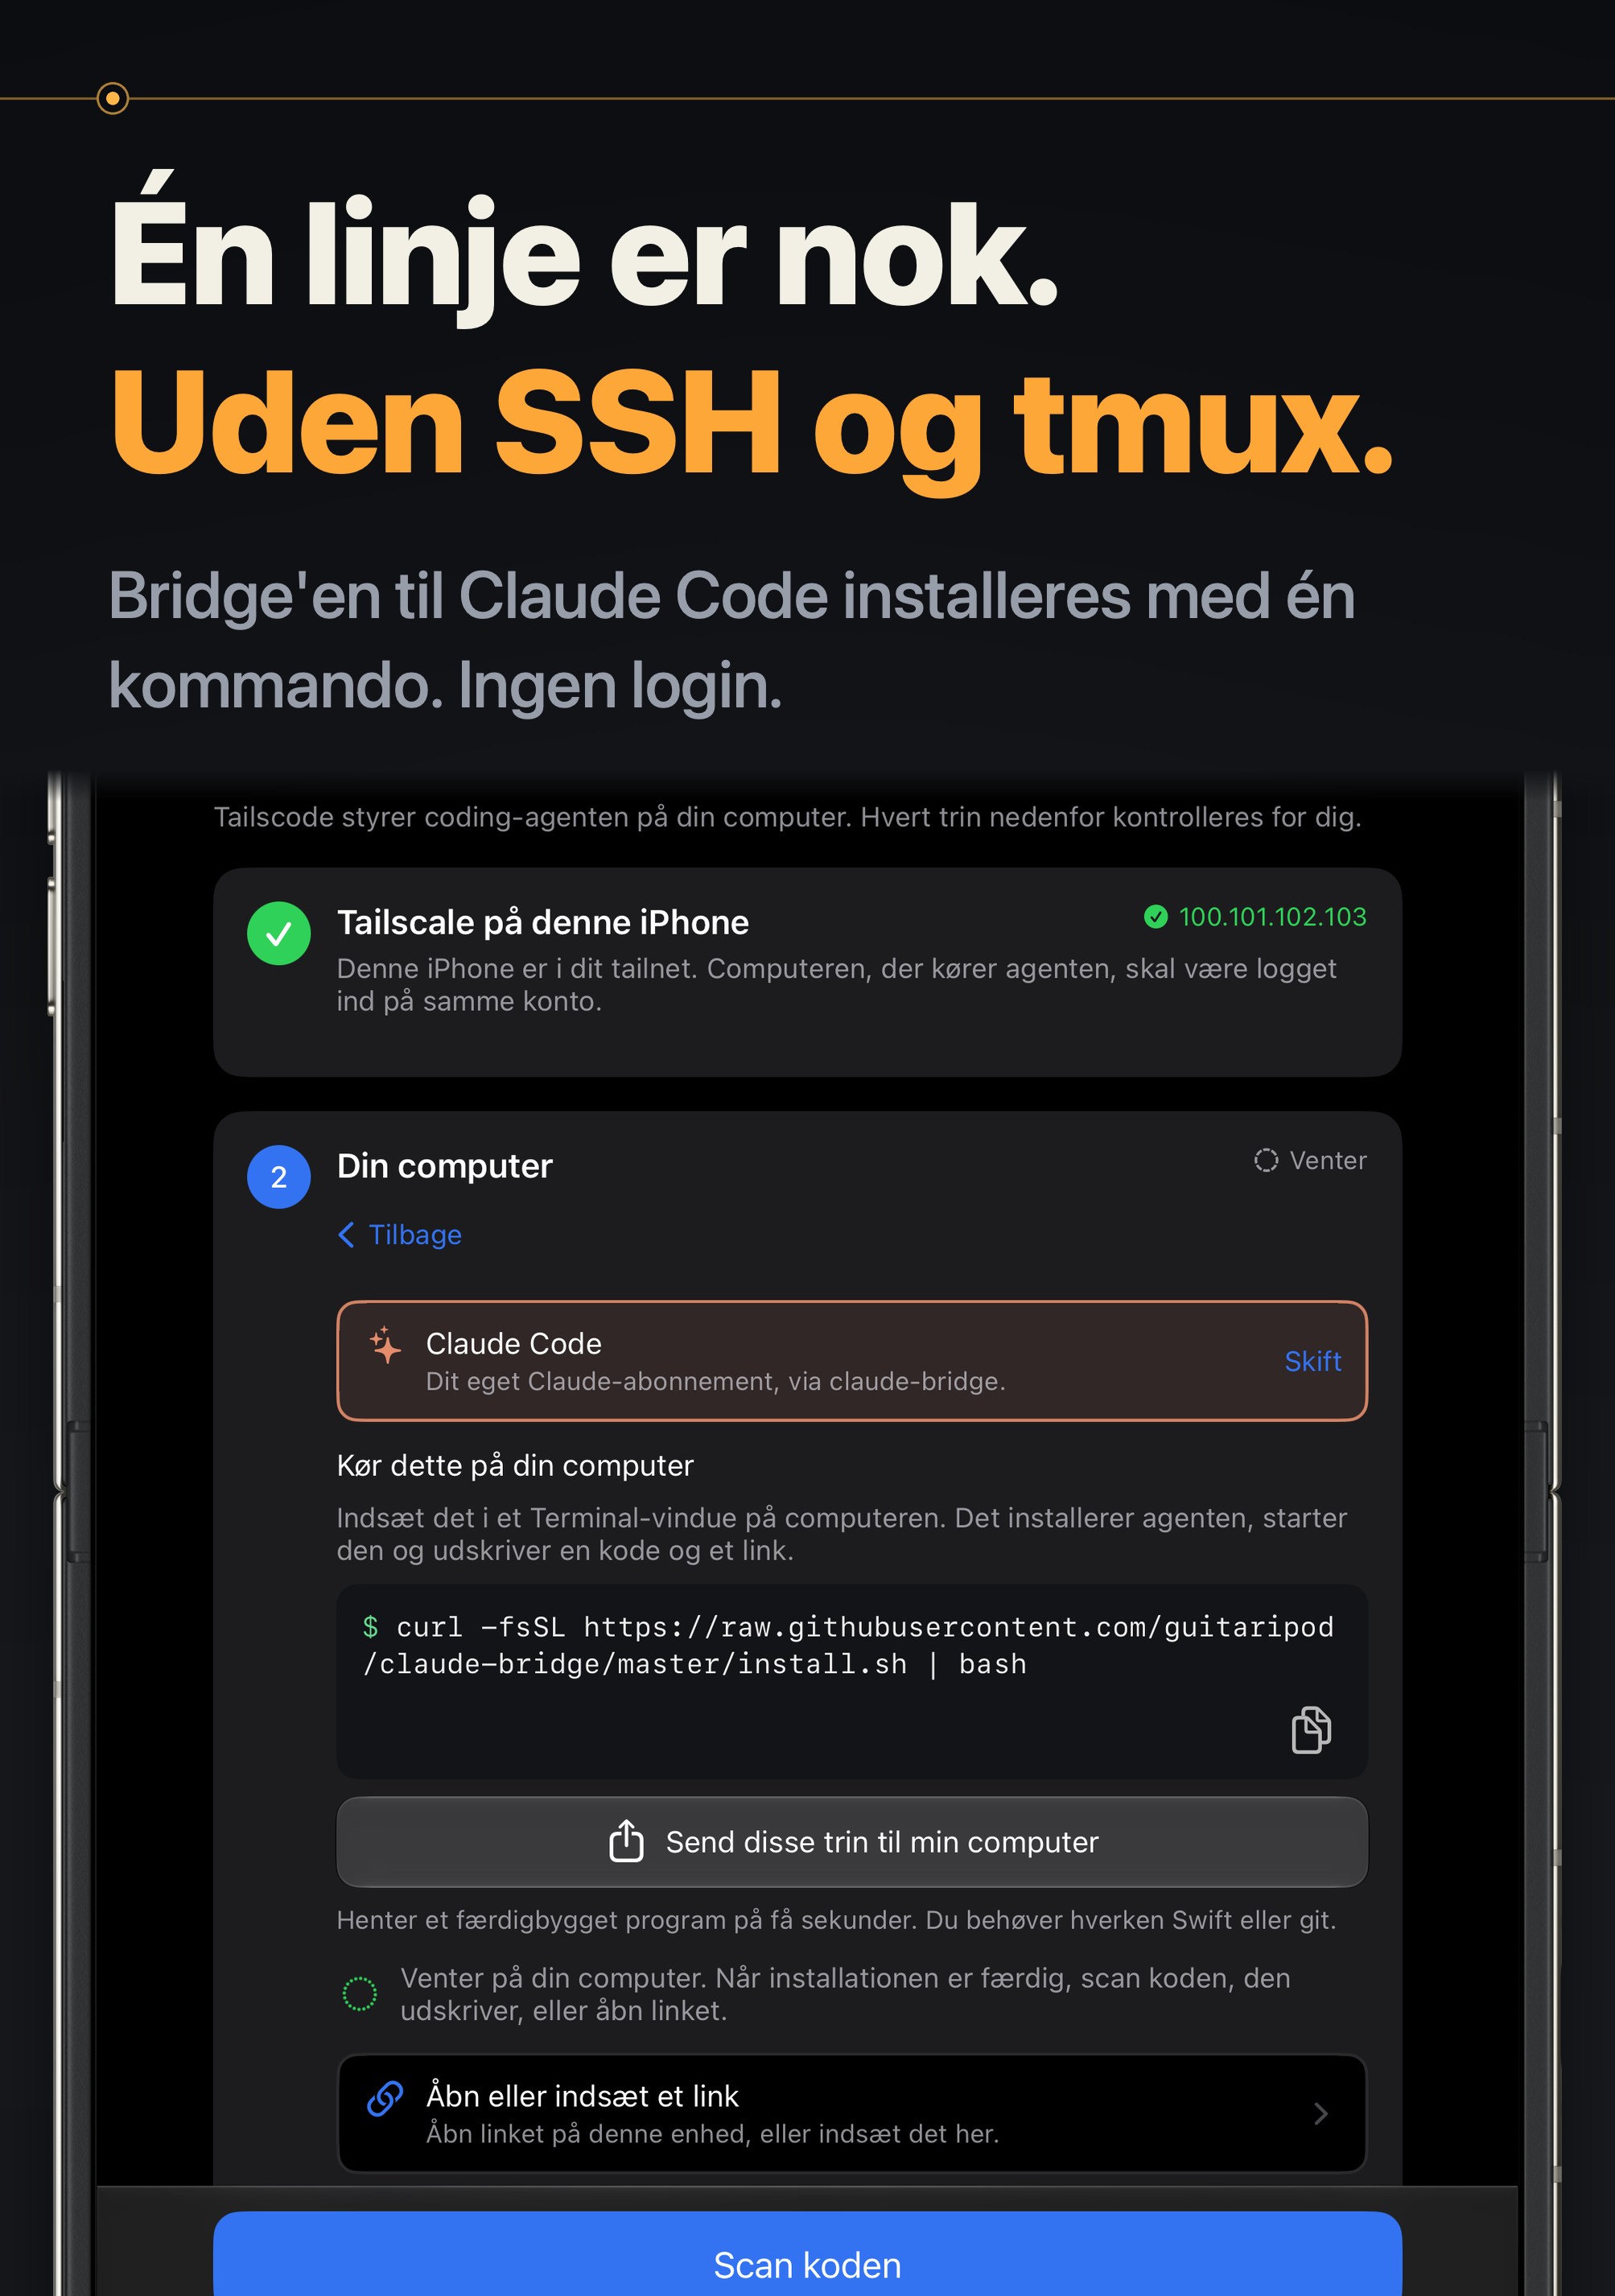 Én linje er nok.
Uden SSH og tmux.
Bridge'en til Claude Code installeres med én
kommando. Ingen login.
Tailscode styrer coding-agenten på din computer. Hvert trin nedenfor kontrolleres for dig.
Tailscale på denne iPhone
100.101.102.103
Denne iPhone er i dit tailnet. Computeren, der kører agenten, skal være logget
ind på samme konto.
2
Din computer
Venter
Tilbage
Claude Code
Dit eget Claude-abonnement, via claude-bridge.
Skift
Kør dette på din computer
Indsæt det i et Terminal-vindue på computeren. Det installerer agenten, starter
den og udskriver en kode og et link.
$ curl -fsSL https://raw.githubusercontent.com/guitaripod
/claude-bridge/master/install.sh | bash
Send disse trin til min computer
Henter et færdigbygget program på få sekunder. Du behøver hverken Swift eller git.
Venter på din computer. Når installationen er færdig, scan koden, den
udskriver, eller åbn linket.
Åbn eller indsæt et link
Åbn linket på denne enhed, eller indsæt det her.
Scan koden